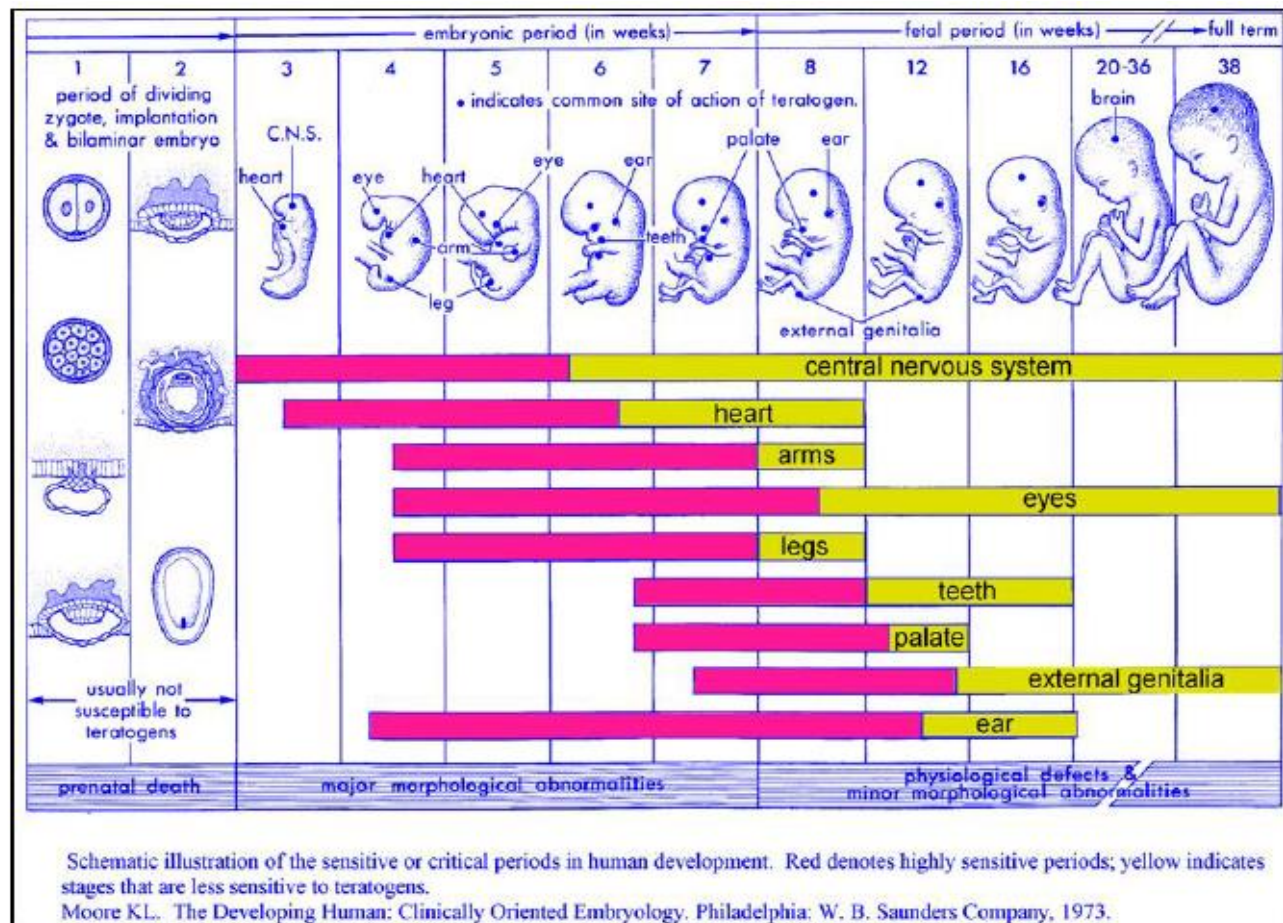 embryonic period (in weeks) fetal period (in weeks) full term
1 2 3 4 5 6 7 8 12 16 20-36 38
period of dividing
zygote, implantation
& bilaminar embryo
• indicates common site of action of teratogen.
C.N.S.
heart
eye
heart
arm
leg
eye
ear
teeth
palate
ear
brain
external genitalia
central nervous system
heart
arms
eyes
legs
teeth
palate
external genitalia
ear
usually not
susceptible to
teratogens
prenatal death
major morphological abnormalities
physiological defects &
minor morphological abnormalities
Schematic illustration of the sensitive or critical periods in human development. Red denotes highly sensitive periods; yellow indicates
stages that are less sensitive to teratogens.
Moore KL. The Developing Human: Clinically Oriented Embryology. Philadelphia: W. B. Saunders Company, 1973.